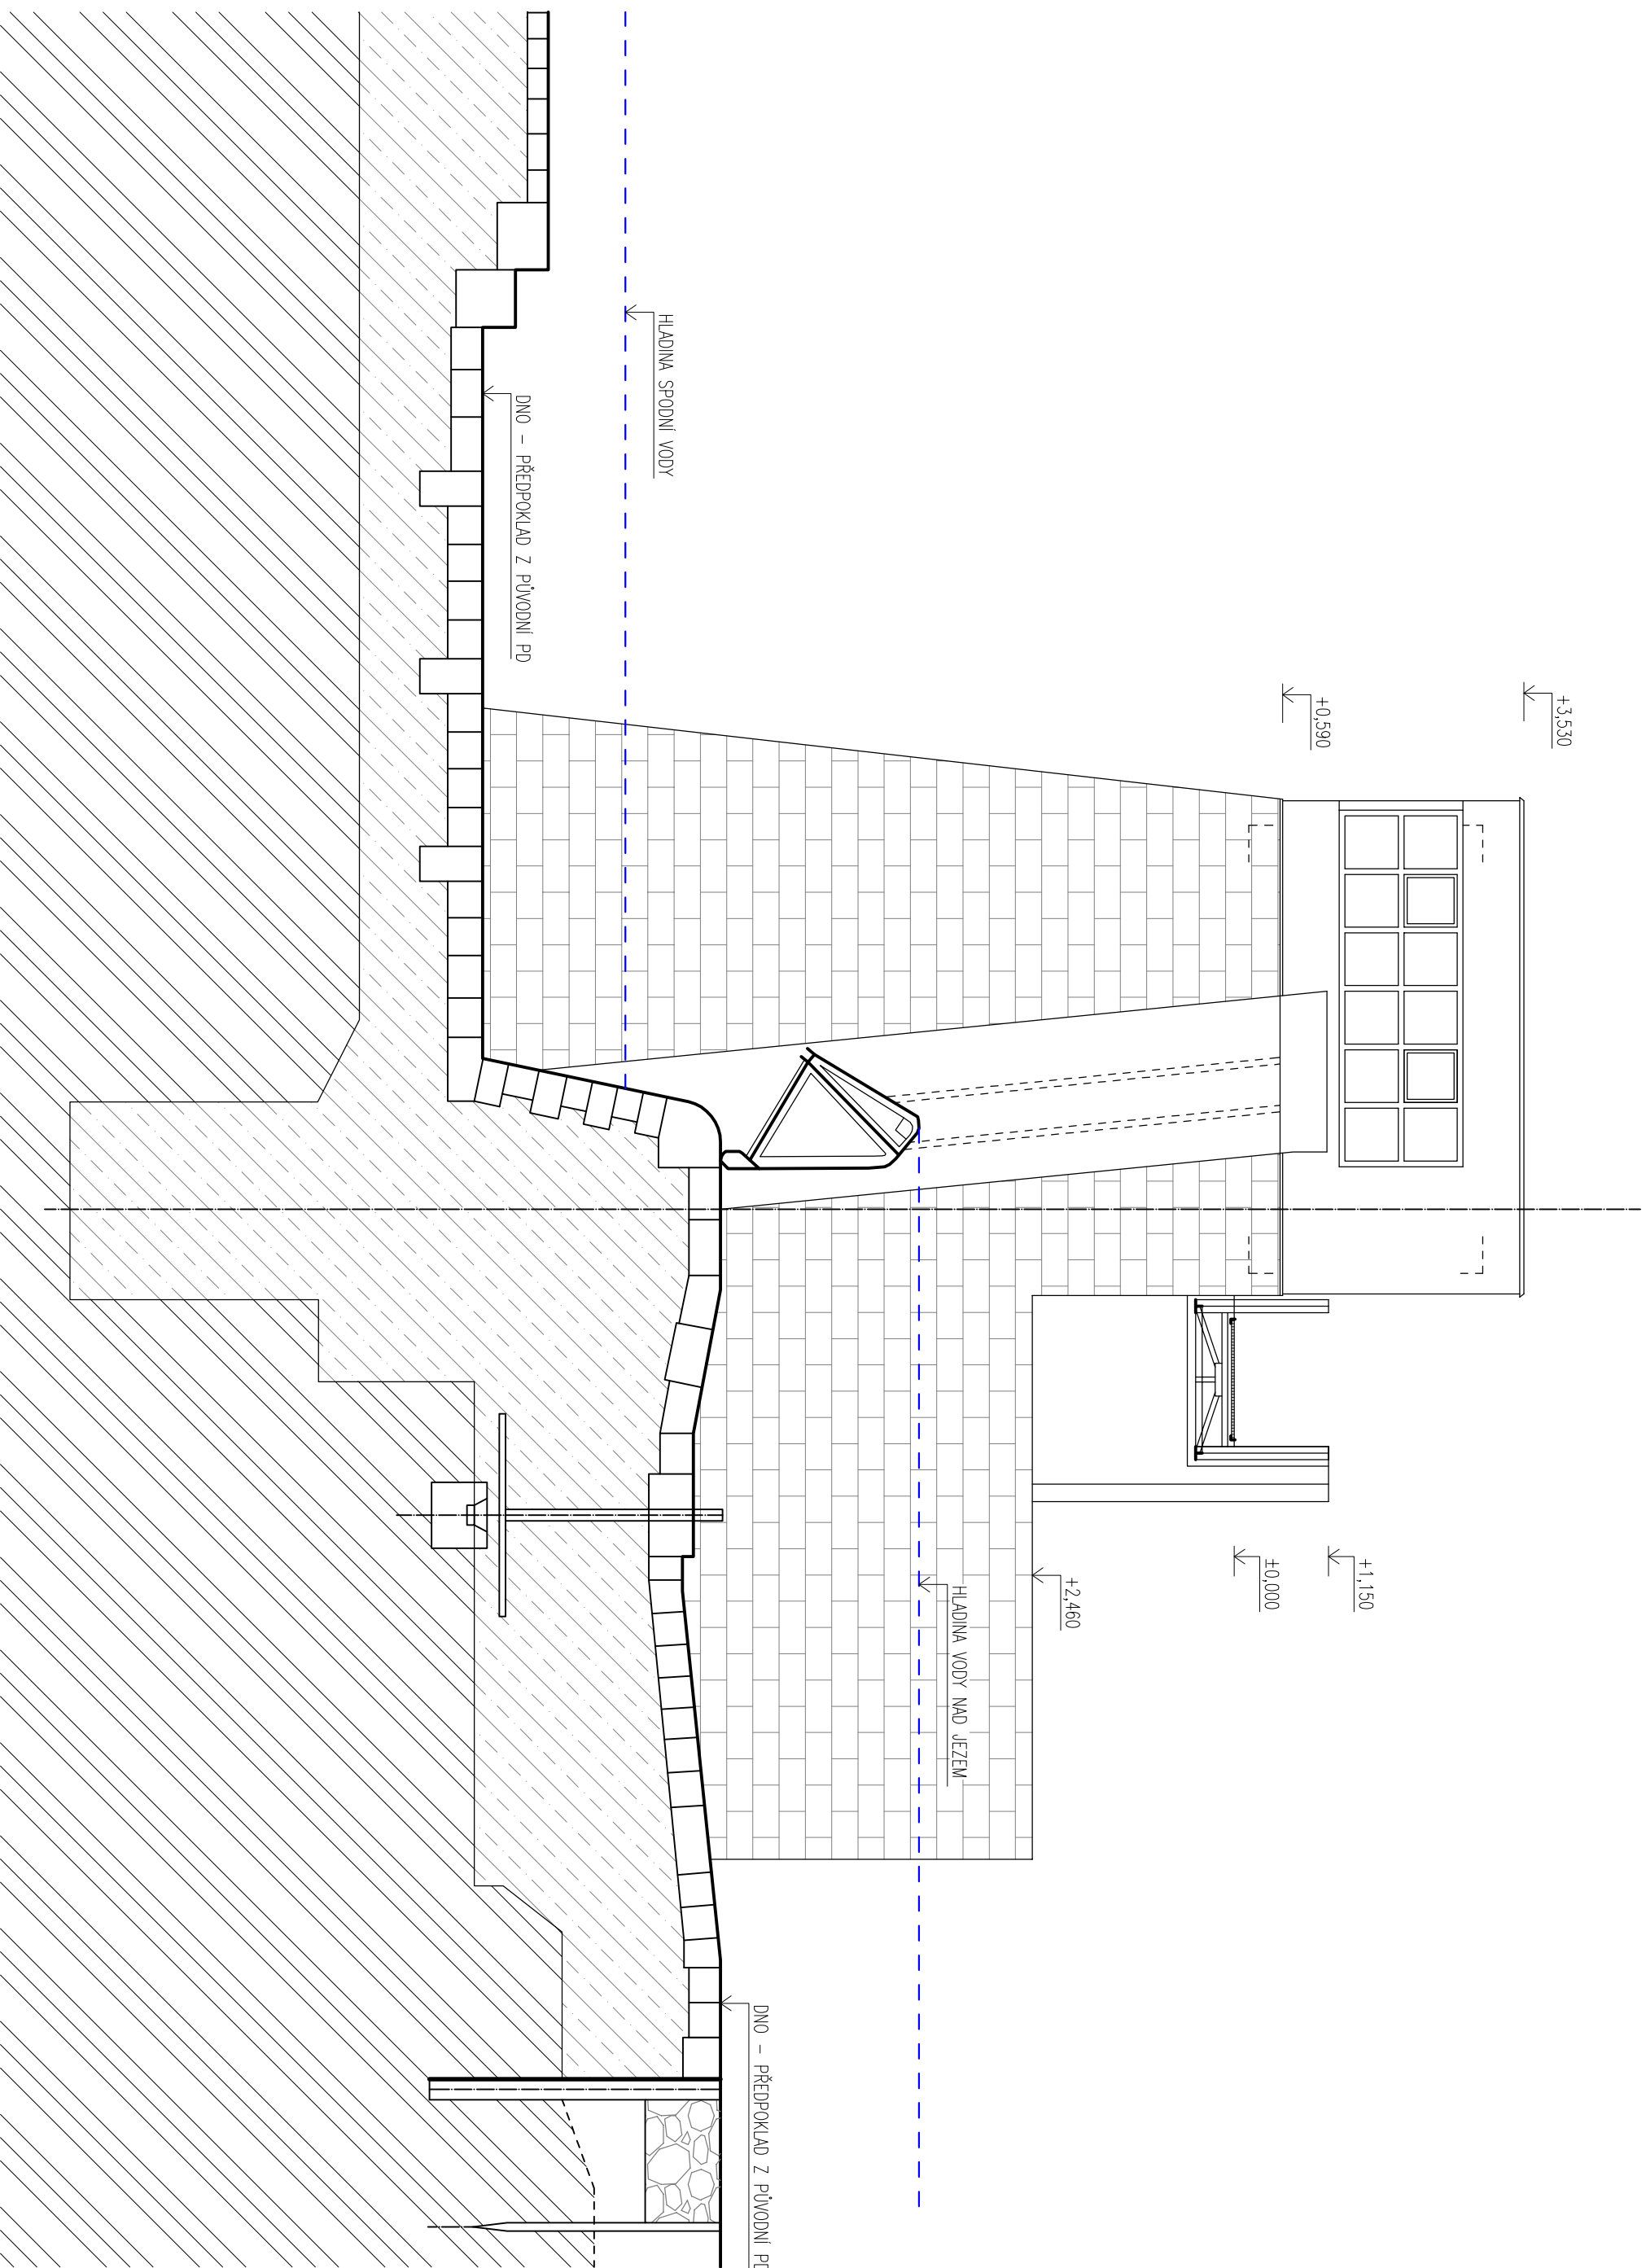 +3,530
+0,590
+1,150
±0,000
+2,460
HLADINA SPODNÍ VODY
HLADINA VODY NAD JEZEM
DNO – PŘEDPOKLAD Z PŮVODNÍ PD
DNO – PŘEDPOKLAD Z PŮVODNÍ PD